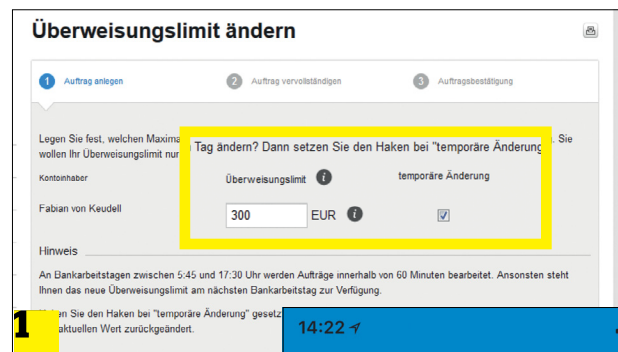 Überweisungslimit ändern
1 Auftrag anlegen 2 Auftrag vervollständigen 3 Auftragsbestätigung
Legen Sie fest, welchen Sie
wollen Ihr Überweisungslimit nur
Tag ändern? Dann setzen Sie den Haken bei "temporäre Änderung
Kontoinhaber Überweisungslimit i temporäre Änderung
Fabian von Keudell 300 EUR i
Hinweis
An Bankarbeitstagen zwischen 5:45 und 17:30 Uhr werden Aufträge innerhalb von 60 Minuten bearbeitet. Ansonsten steht
Ihnen das neue Überweisungslimit am nächsten Bankarbeitstag zur Verfügung.
Sie den Haken bei "temporäre Änderung"
aktuellen Wert zurückgeändert.
1
14:22